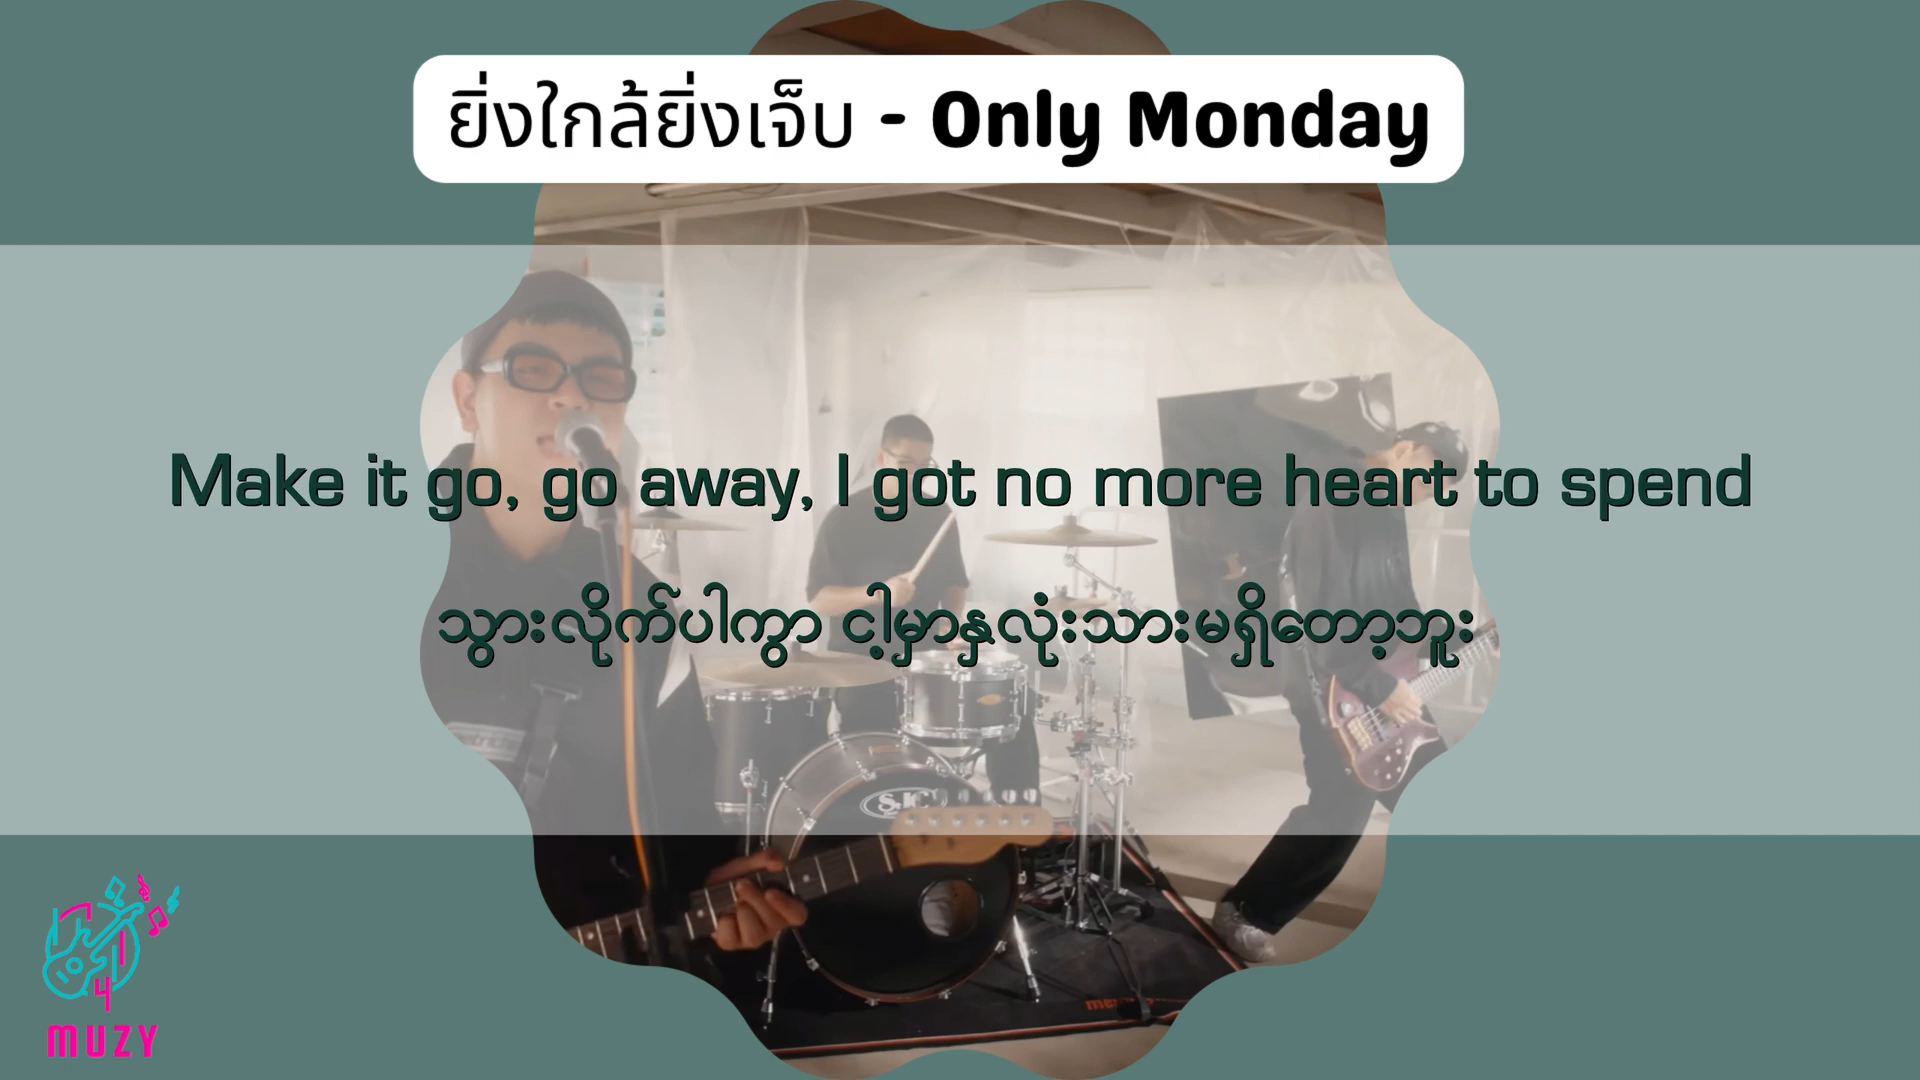 ยิ่งใกล้ยิ่งเจ็บ - Only Monday
Make it go, go away, I got no more heart to spend
သွားလိုက်ပါကွာ ငါ့မှာနှလုံးသားမရှိတော့ဘူး
SJC
4
MUZY